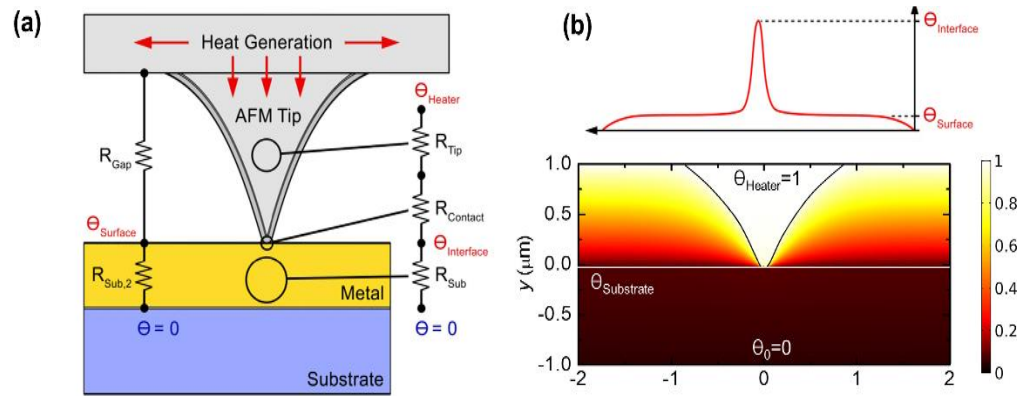 (a)
Heat Generation
AFM Tip
ΘHeater
RGap
RTip
RContact
ΘSurface
ΘInterface
RSub,2
RSub
Metal
Θ = 0
Θ = 0
Substrate
(b)
ΘInterface
ΘSurface
1.0
0.5
0.0
-0.5
-1.0
y (μm)
ΘHeater=1
ΘSubstrate
Θ0=0
-2
-1
0
1
2
1
0.8
0.6
0.4
0.2
0